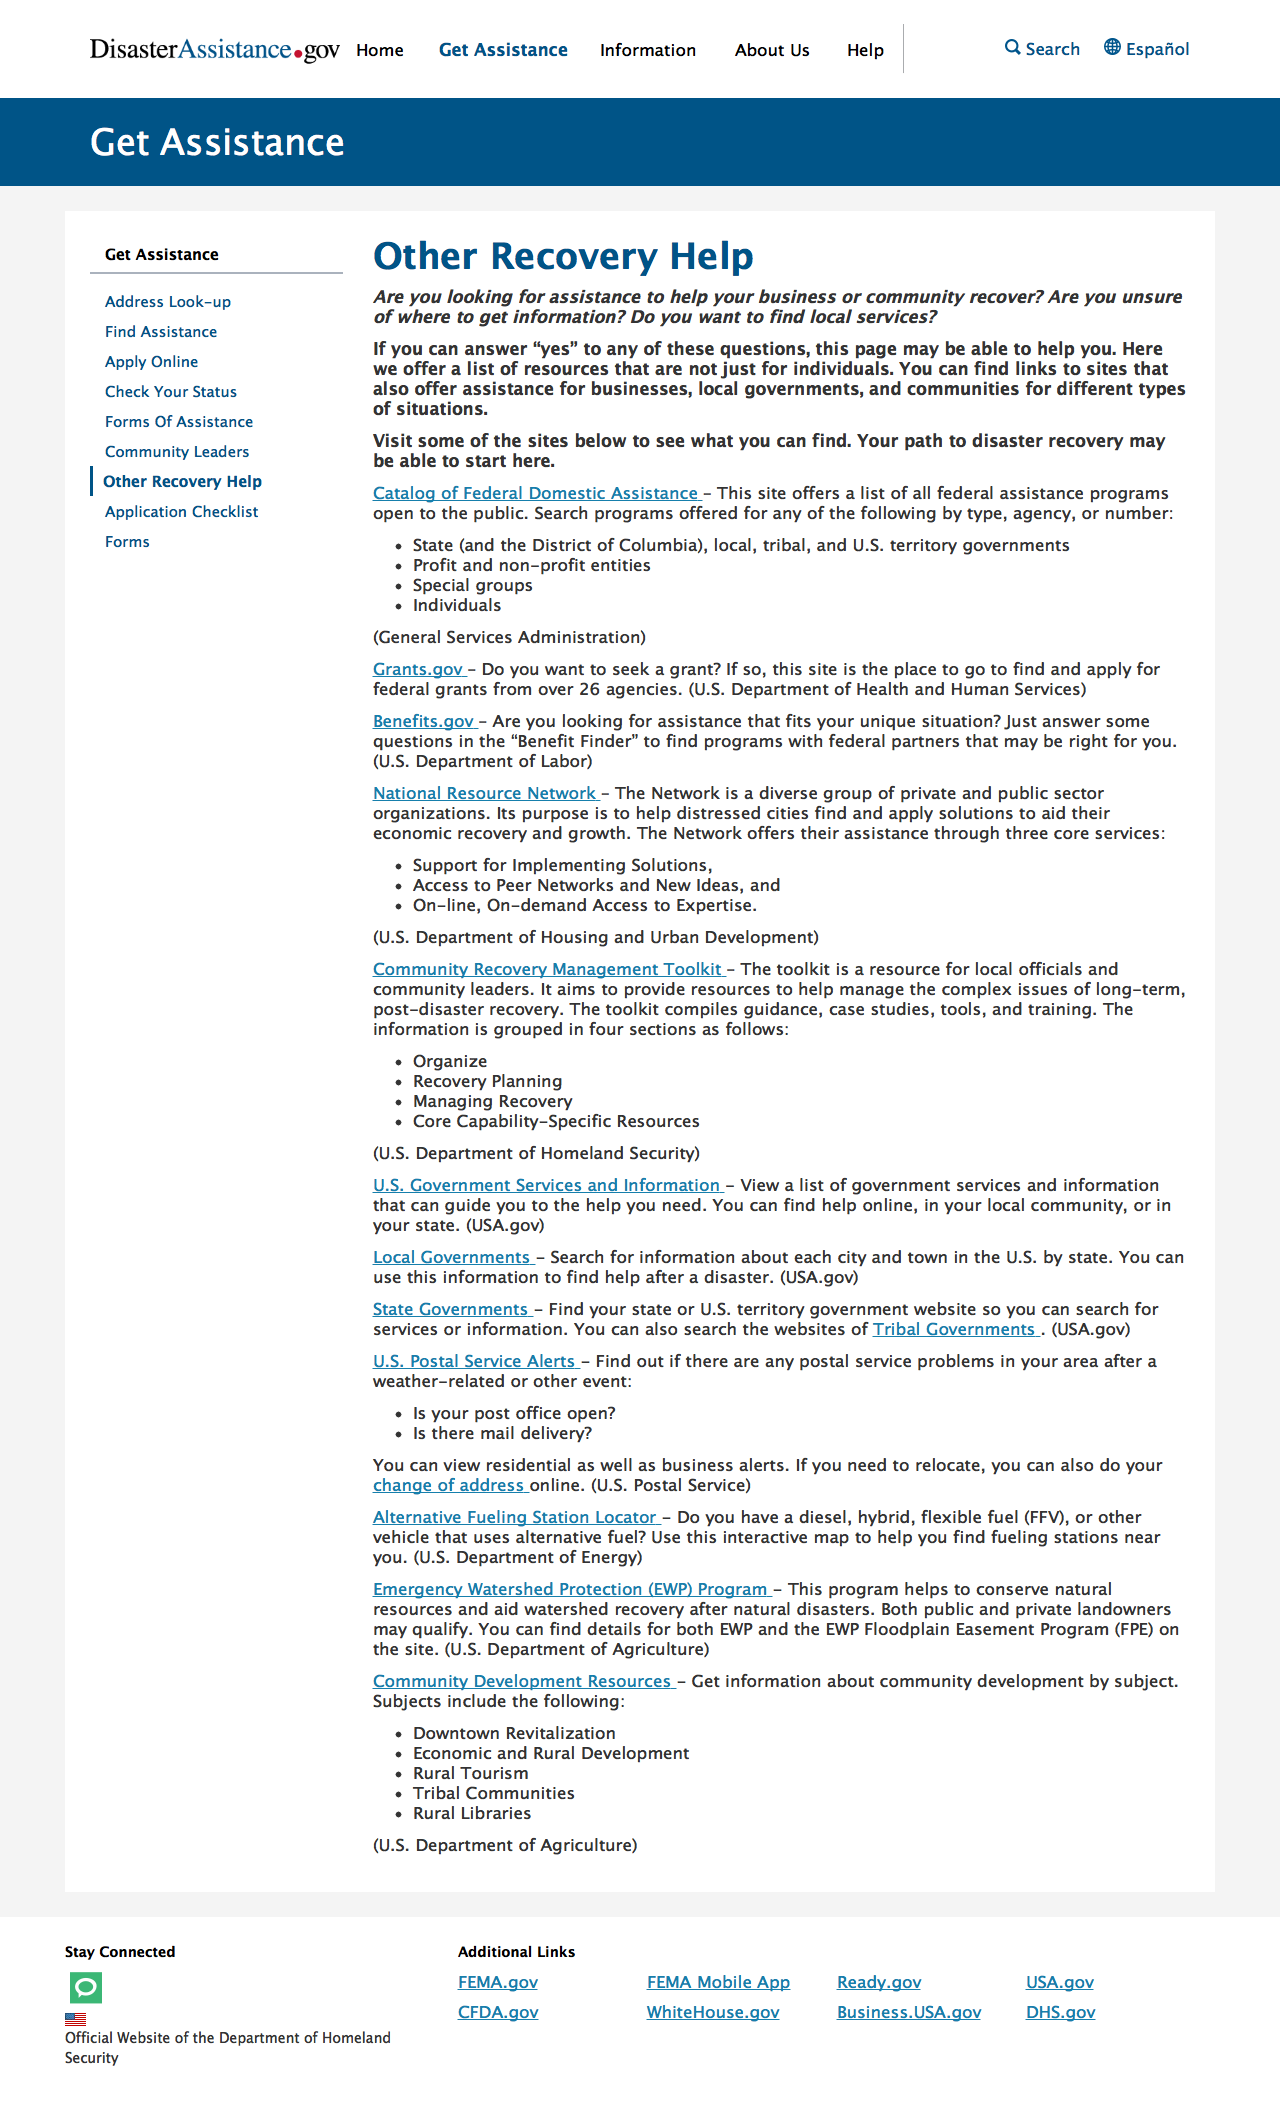 DisasterAssistance.gov Home Get Assistance Information About Us Help Search Español
Get Assistance
Get Assistance
Address Look-up
Find Assistance
Apply Online
Check Your Status
Forms Of Assistance
Community Leaders
Other Recovery Help
Application Checklist
Forms
Other Recovery Help
Are you looking for assistance to help your business or community recover? Are you unsure
of where to get information? Do you want to find local services?
If you can answer “yes” to any of these questions, this page may be able to help you. Here
we offer a list of resources that are not just for individuals. You can find links to sites that
also offer assistance for businesses, local governments, and communities for different types
of situations.
Visit some of the sites below to see what you can find. Your path to disaster recovery may
be able to start here.
Catalog of Federal Domestic Assistance – This site offers a list of all federal assistance programs
open to the public. Search programs offered for any of the following by type, agency, or number:
• State (and the District of Columbia), local, tribal, and U.S. territory governments
• Profit and non-profit entities
• Special groups
• Individuals
(General Services Administration)
Grants.gov – Do you want to seek a grant? If so, this site is the place to go to find and apply for
federal grants from over 26 agencies. (U.S. Department of Health and Human Services)
Benefits.gov – Are you looking for assistance that fits your unique situation? Just answer some
questions in the “Benefit Finder” to find programs with federal partners that may be right for you.
(U.S. Department of Labor)
National Resource Network – The Network is a diverse group of private and public sector
organizations. Its purpose is to help distressed cities find and apply solutions to aid their
economic recovery and growth. The Network offers their assistance through three core services:
• Support for Implementing Solutions,
• Access to Peer Networks and New Ideas, and
• On-line, On-demand Access to Expertise.
(U.S. Department of Housing and Urban Development)
Community Recovery Management Toolkit – The toolkit is a resource for local officials and
community leaders. It aims to provide resources to help manage the complex issues of long-term,
post-disaster recovery. The toolkit compiles guidance, case studies, tools, and training. The
information is grouped in four sections as follows:
• Organize
• Recovery Planning
• Managing Recovery
• Core Capability-Specific Resources
(U.S. Department of Homeland Security)
U.S. Government Services and Information – View a list of government services and information
that can guide you to the help you need. You can find help online, in your local community, or in
your state. (USA.gov)
Local Governments – Search for information about each city and town in the U.S. by state. You can
use this information to find help after a disaster. (USA.gov)
State Governments – Find your state or U.S. territory government website so you can search for
services or information. You can also search the websites of Tribal Governments . (USA.gov)
U.S. Postal Service Alerts – Find out if there are any postal service problems in your area after a
weather-related or other event:
• Is your post office open?
• Is there mail delivery?
You can view residential as well as business alerts. If you need to relocate, you can also do your
change of address online. (U.S. Postal Service)
Alternative Fueling Station Locator – Do you have a diesel, hybrid, flexible fuel (FFV), or other
vehicle that uses alternative fuel? Use this interactive map to help you find fueling stations near
you. (U.S. Department of Energy)
Emergency Watershed Protection (EWP) Program – This program helps to conserve natural
resources and aid watershed recovery after natural disasters. Both public and private landowners
may qualify. You can find details for both EWP and the EWP Floodplain Easement Program (FPE) on
the site. (U.S. Department of Agriculture)
Community Development Resources – Get information about community development by subject.
Subjects include the following:
• Downtown Revitalization
• Economic and Rural Development
• Rural Tourism
• Tribal Communities
• Rural Libraries
(U.S. Department of Agriculture)
Stay Connected
Official Website of the Department of Homeland
Security
Additional Links
FEMA.gov FEMA Mobile App Ready.gov USA.gov
CFDA.gov WhiteHouse.gov Business.USA.gov DHS.gov